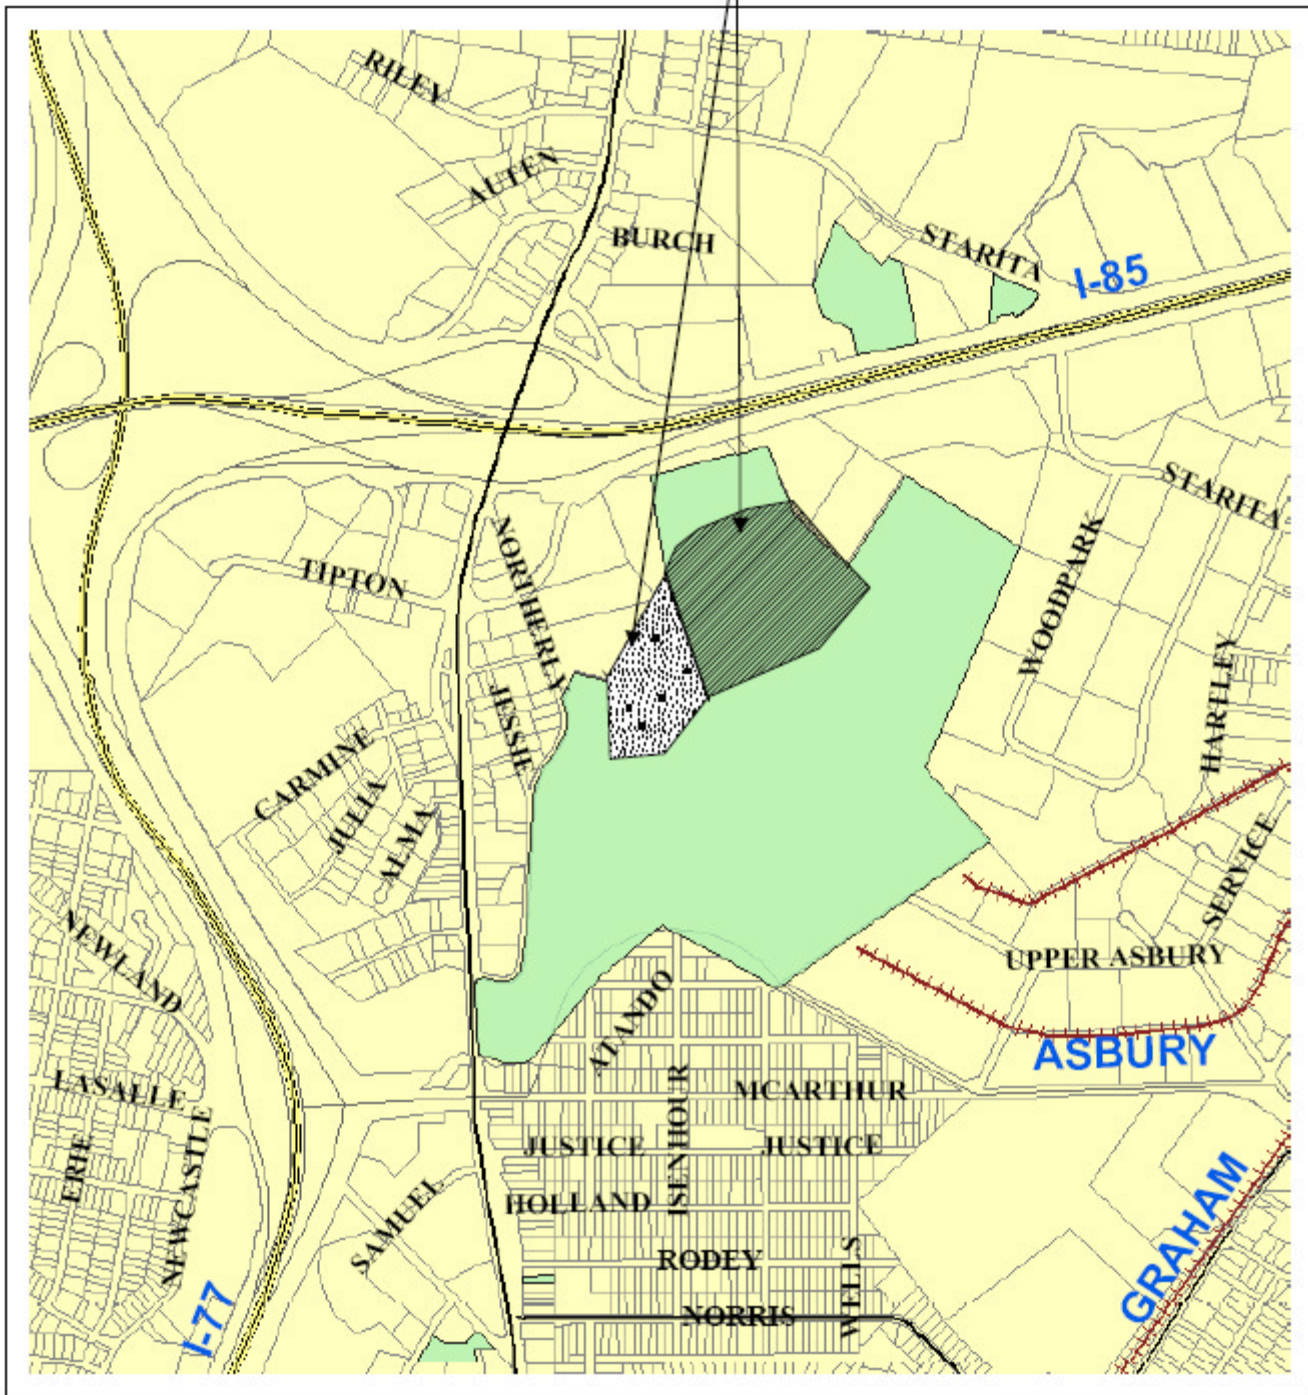 RILEY
AUTEN
BURCH
STARITA
I-85
STARITA
NORTHERLY
TIPTON
WOODPARK
HARTLEY
JESSIE
CARMINE
JULIA
ALMA
SERVICE
NEWLAND
UPPER ASBURY
ATANDO
ASBURY
LASALLE
MCARTHUR
ISENHOUR
JUSTICE
JUSTICE
ERIE
NEWCASTLE
HOLLAND
SAMUEL
GRAHAM
RODEY
WELLS
NORRIS
I-77